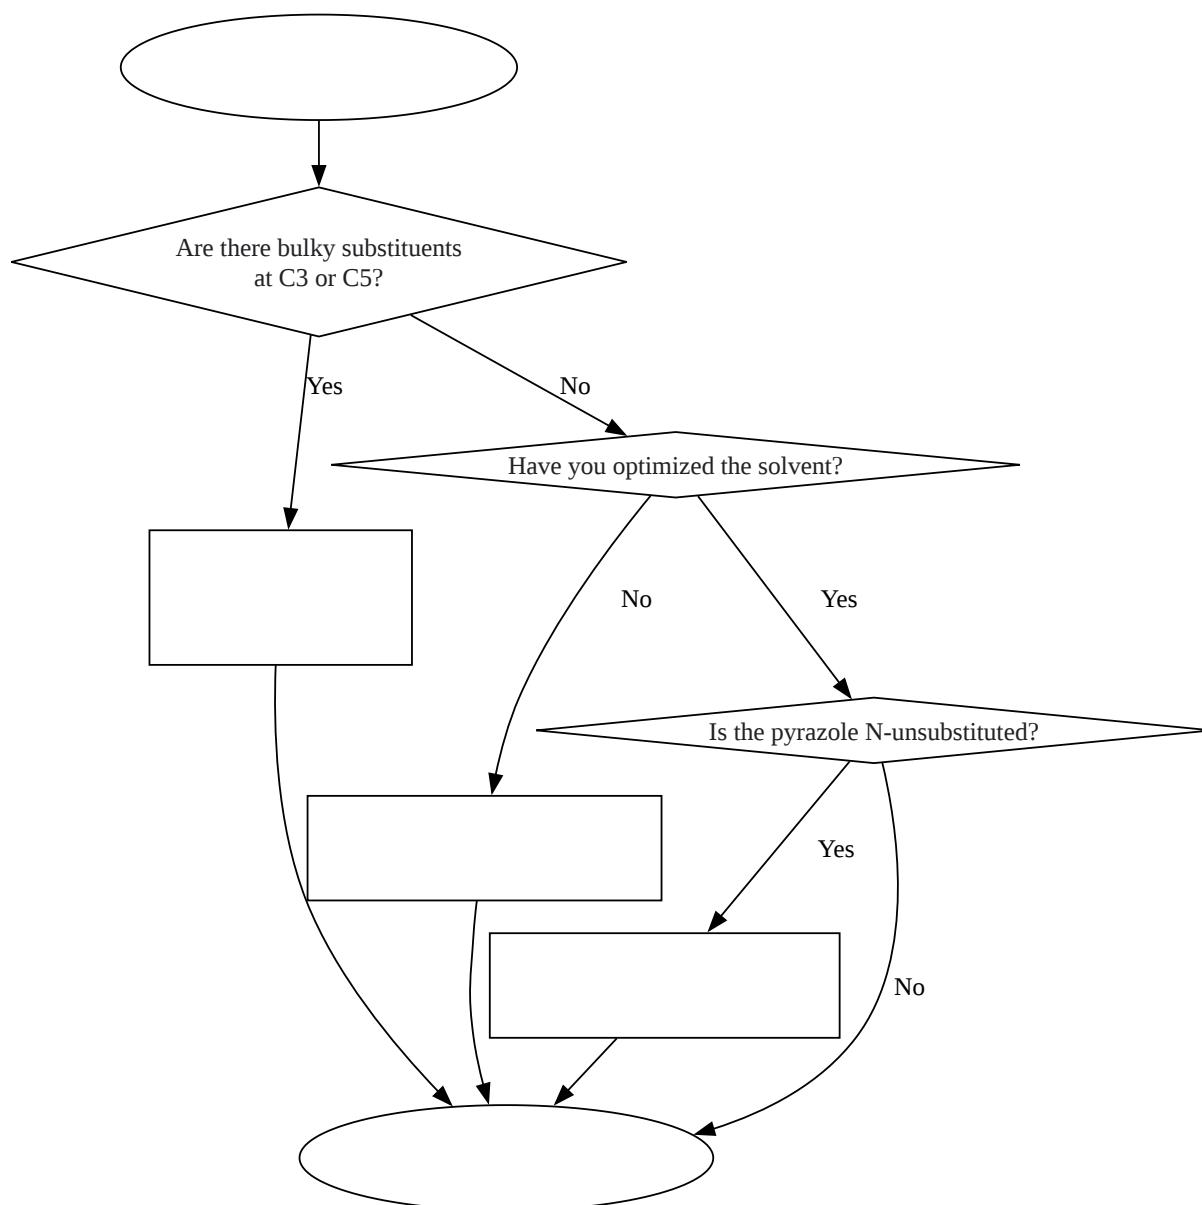 Are there bulky substituents
at C3 or C5?
Yes
No
Have you optimized the solvent?
No
Yes
Is the pyrazole N-unsubstituted?
Yes
No